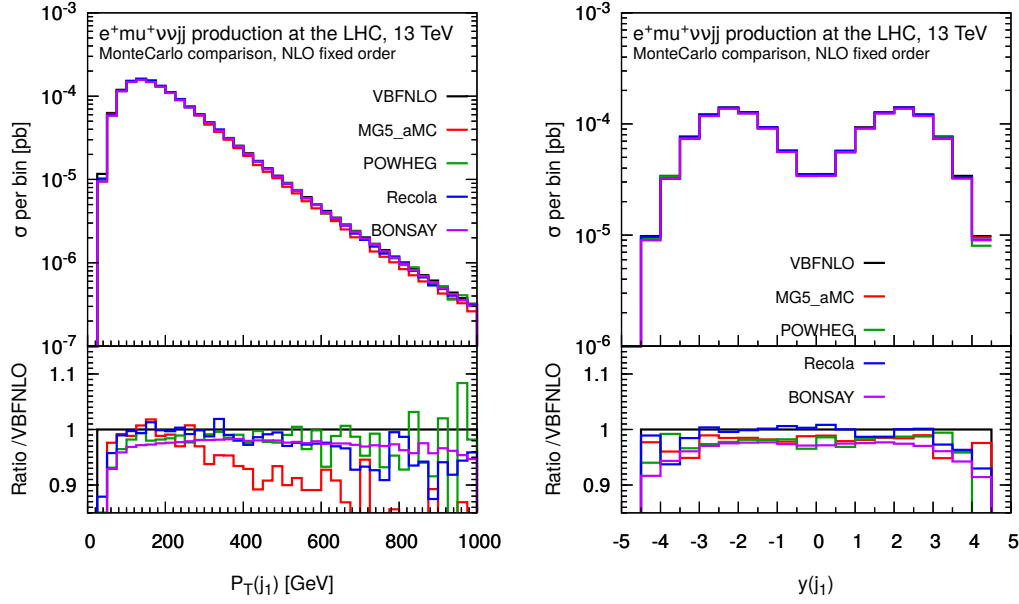 e+mu+ννjj production at the LHC, 13 TeV
MonteCarlo comparison, NLO fixed order
σ per bin [pb]
10-3
10-4
10-5
10-6
10-7
VBFNLO
MG5_aMC
POWHEG
Recola
BONSAY
Ratio /VBFNLO
1.1
1
0.9
0 200 400 600 800 1000
PT(j1) [GeV]
e+mu+ννjj production at the LHC, 13 TeV
MonteCarlo comparison, NLO fixed order
σ per bin [pb]
10-3
10-4
10-5
10-6
VBFNLO
MG5_aMC
POWHEG
Recola
BONSAY
Ratio /VBFNLO
1.1
1
0.9
-5 -4 -3 -2 -1 0 1 2 3 4 5
y(j1)